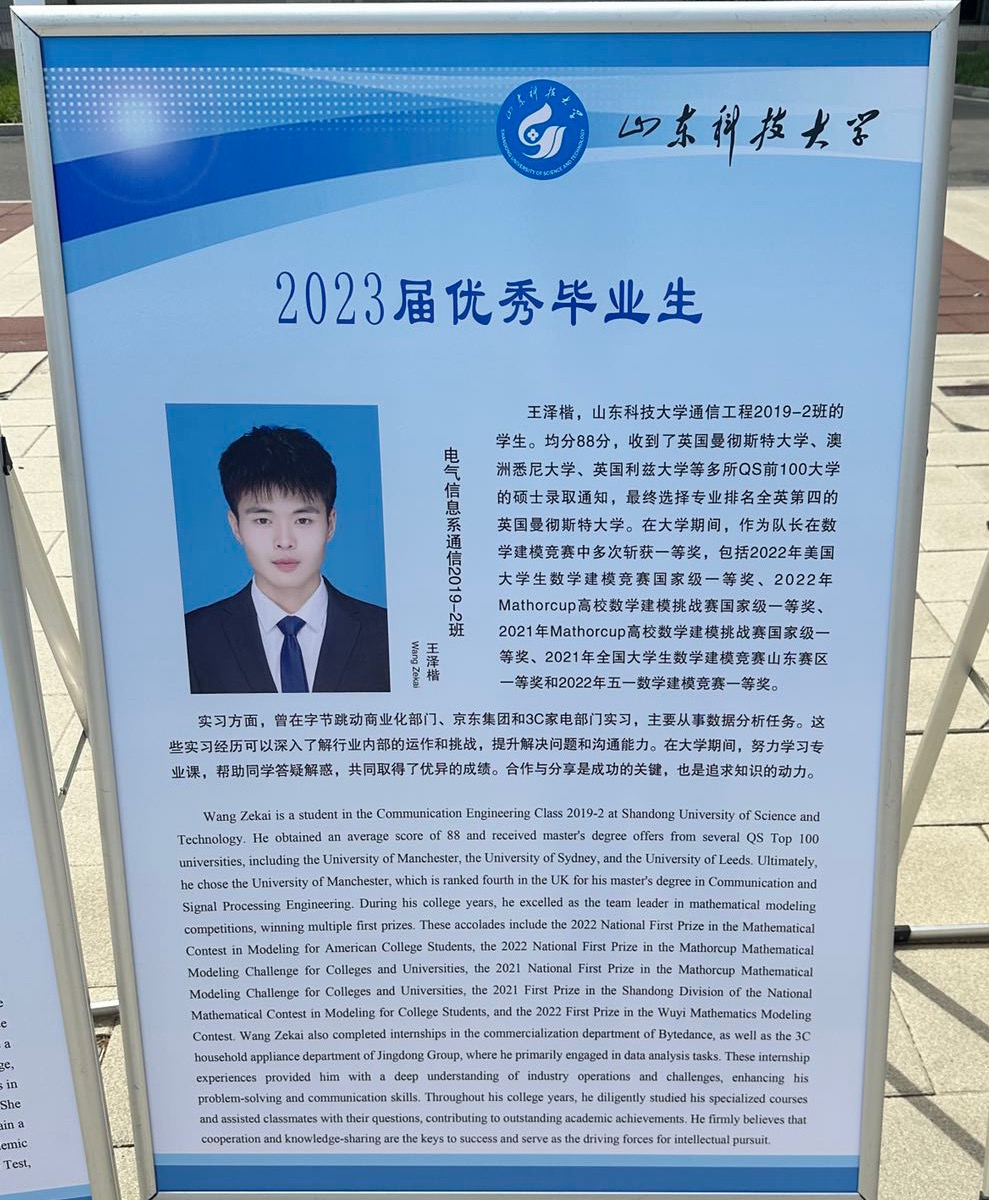 山东科技大学
SHANDONG UNIVERSITY OF SCIENCE AND TECHNOLOGY
山东科技大学
2023届优秀毕业生
电气信息系通信2019-2班
王泽楷
Wang Zekai
王泽楷，山东科技大学通信工程2019-2班的
学生。均分88分，收到了英国曼彻斯特大学、澳
洲悉尼大学、英国利兹大学等多所QS前100大学
的硕士录取通知，最终选择专业排名全英第四的
英国曼彻斯特大学。在大学期间，作为队长在数
学建模竞赛中多次斩获一等奖，包括2022年美国
大学生数学建模竞赛国家级一等奖、2022年
Mathorcup高校数学建模挑战赛国家级一等奖、
2021年Mathorcup高校数学建模挑战赛国家级一
等奖、2021年全国大学生数学建模竞赛山东赛区
一等奖和2022年五一数学建模竞赛一等奖。
实习方面，曾在字节跳动商业化部门、京东集团和3C家电部门实习，主要从事数据分析任务。这
些实习经历可以深入了解行业内部的运作和挑战，提升解决问题和沟通能力。在大学期间，努力学习专
业课，帮助同学答疑解惑，共同取得了优异的成绩。合作与分享是成功的关键，也是追求知识的动力。
Wang Zekai is a student in the Communication Engineering Class 2019-2 at Shandong University of Science and
Technology. He obtained an average score of 88 and received master's degree offers from several QS Top 100
universities, including the University of Manchester, the University of Sydney, and the University of Leeds. Ultimately,
he chose the University of Manchester, which is ranked fourth in the UK for his master's degree in Communication and
Signal Processing Engineering. During his college years, he excelled as the team leader in mathematical modeling
competitions, winning multiple first prizes. These accolades include the 2022 National First Prize in the Mathematical
Contest in Modeling for American College Students, the 2022 National First Prize in the Mathorcup Mathematical
Modeling Challenge for Colleges and Universities, the 2021 National First Prize in the Mathorcup Mathematical
Modeling Challenge for Colleges and Universities, the 2021 First Prize in the Shandong Division of the National
Mathematical Contest in Modeling for College Students, and the 2022 First Prize in the Wuyi Mathematics Modeling
Contest. Wang Zekai also completed internships in the commercialization department of Bytedance, as well as the 3C
household appliance department of Jingdong Group, where he primarily engaged in data analysis tasks. These internship
experiences provided him with a deep understanding of industry operations and challenges, enhancing his
problem-solving and communication skills. Throughout his college years, he diligently studied his specialized courses
and assisted classmates with their questions, contributing to outstanding academic achievements. He firmly believes that
cooperation and knowledge-sharing are the keys to success and serve as the driving forces for intellectual pursuit.
a
in
She
a
Test,